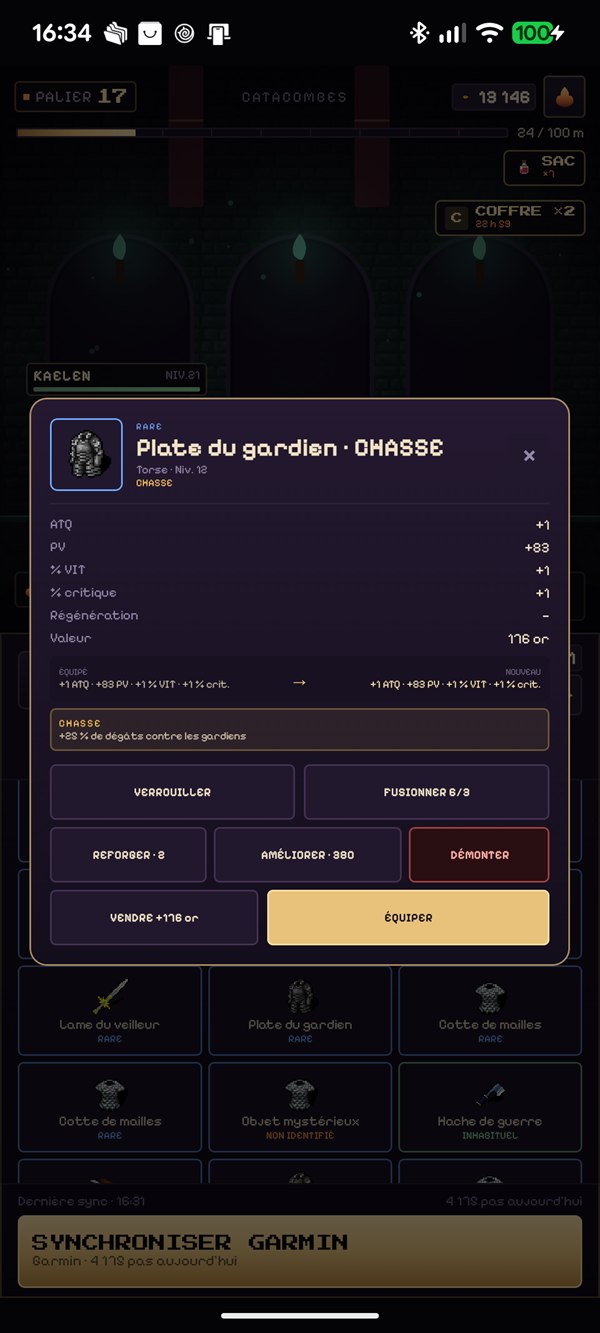 16:34
100
PALIER 17
CATACOMBES
13 146
24 / 100 m
SAC
×7
C
COFFRE ×2
22 h 59
KAELEN
NIV.21
RARE
Plate du gardien · CHASSE
Torse · Niv. 12
CHASSE
×
ATQ
+1
PV
+83
% VIT
+1
% critique
+1
Régénération
–
Valeur
176 or
ÉQUIPÉ
+1 ATQ · +83 PV · +1 % VIT · +1 % crit.
→
NOUVEAU
+1 ATQ · +83 PV · +1 % VIT · +1 % crit.
CHASSE
+25 % de dégâts contre les gardiens
VERROUILLER
FUSIONNER 6/3
REFORGER · 2
AMÉLIORER · 380
DÉMONTER
VENDRE +176 or
ÉQUIPER
Lame du veilleur
RARE
Plate du gardien
RARE
Cotte de mailles
RARE
Cotte de mailles
RARE
Objet mystérieux
NON IDENTIFIÉ
Hache de guerre
INHABITUEL
Dernière sync · 16:31
4 175 pas aujourd'hui
SYNCHRONISER GARMIN
Garmin · 4 175 pas aujourd'hui